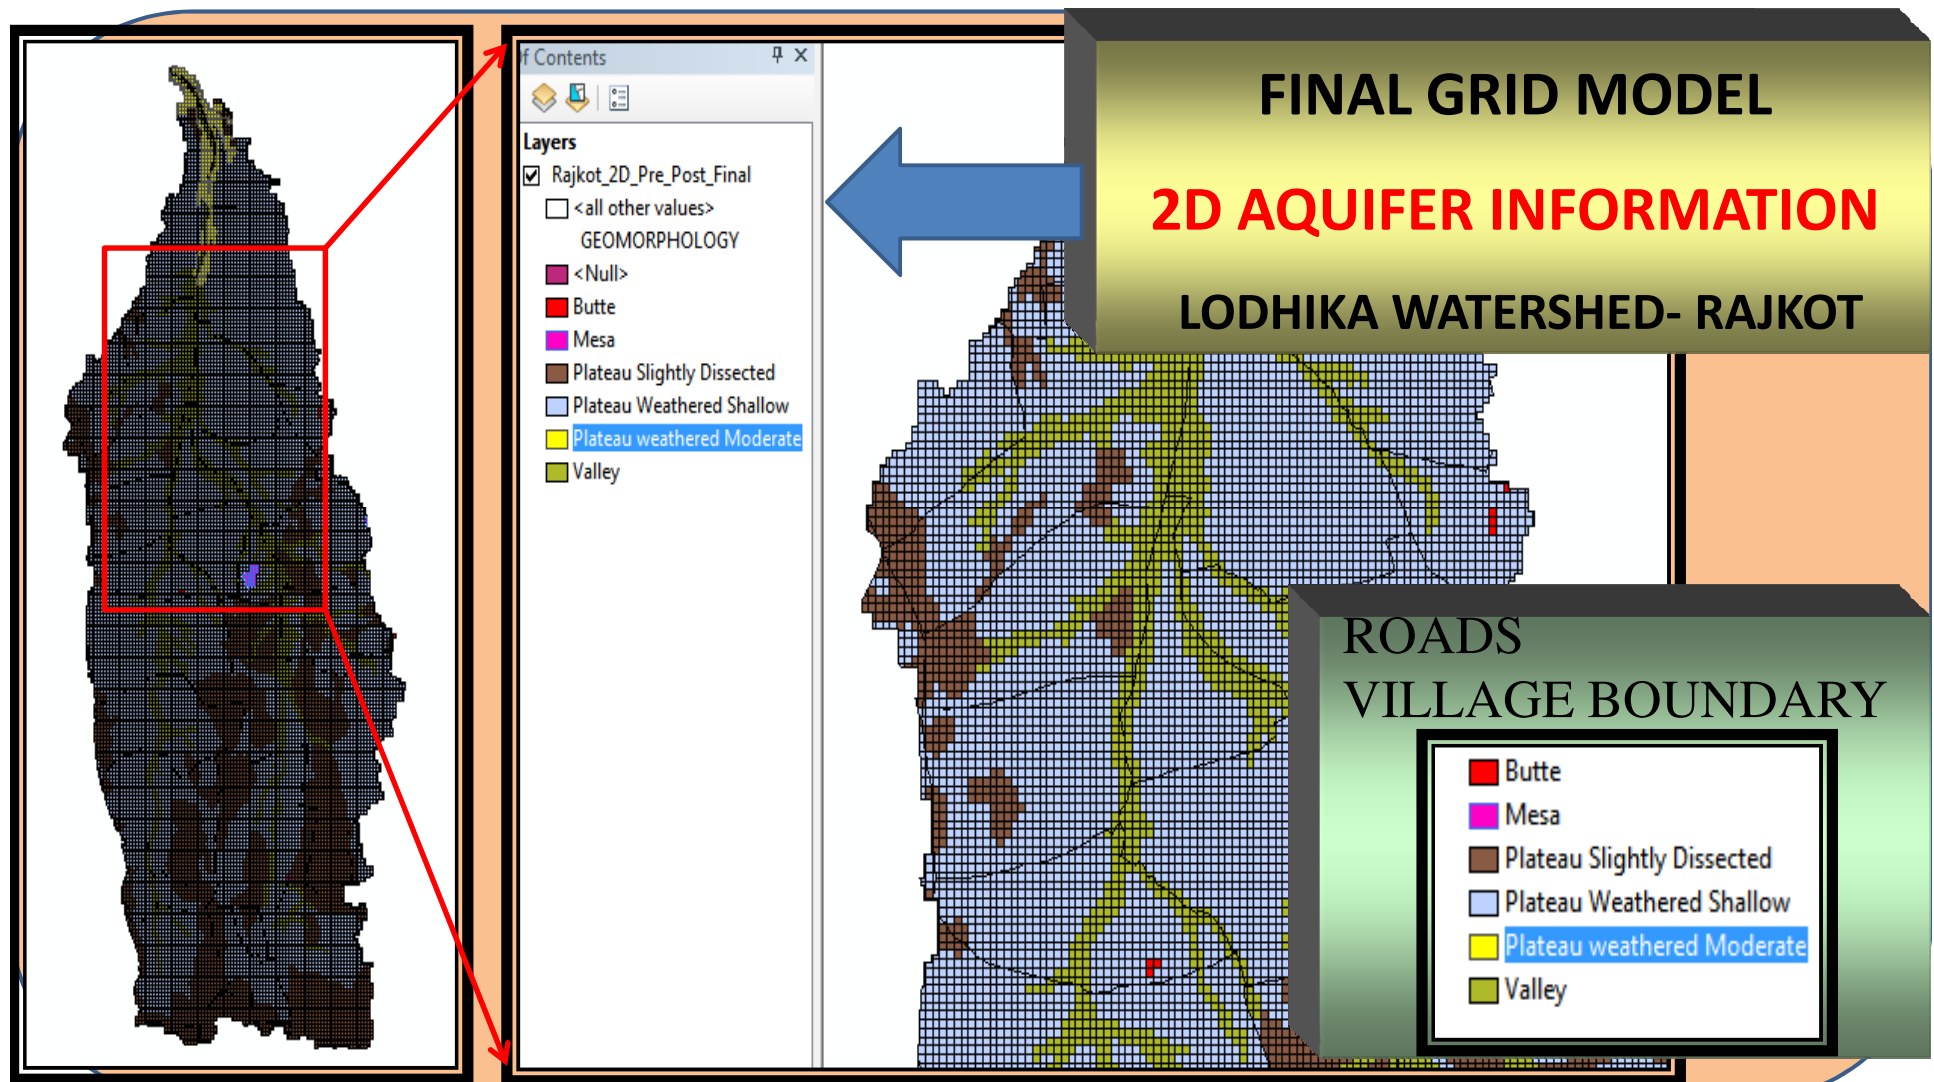 f Contents
Layers
Rajkot_2D_Pre_Post_Final
<all other values>
GEOMORPHOLOGY
<Null>
Butte
Mesa
Plateau Slightly Dissected
Plateau Weathered Shallow
Plateau weathered Moderate
Valley
FINAL GRID MODEL
2D AQUIFER INFORMATION
LODHIKA WATERSHED- RAJKOT
ROADS
VILLAGE BOUNDARY
Butte
Mesa
Plateau Slightly Dissected
Plateau Weathered Shallow
Plateau weathered Moderate
Valley